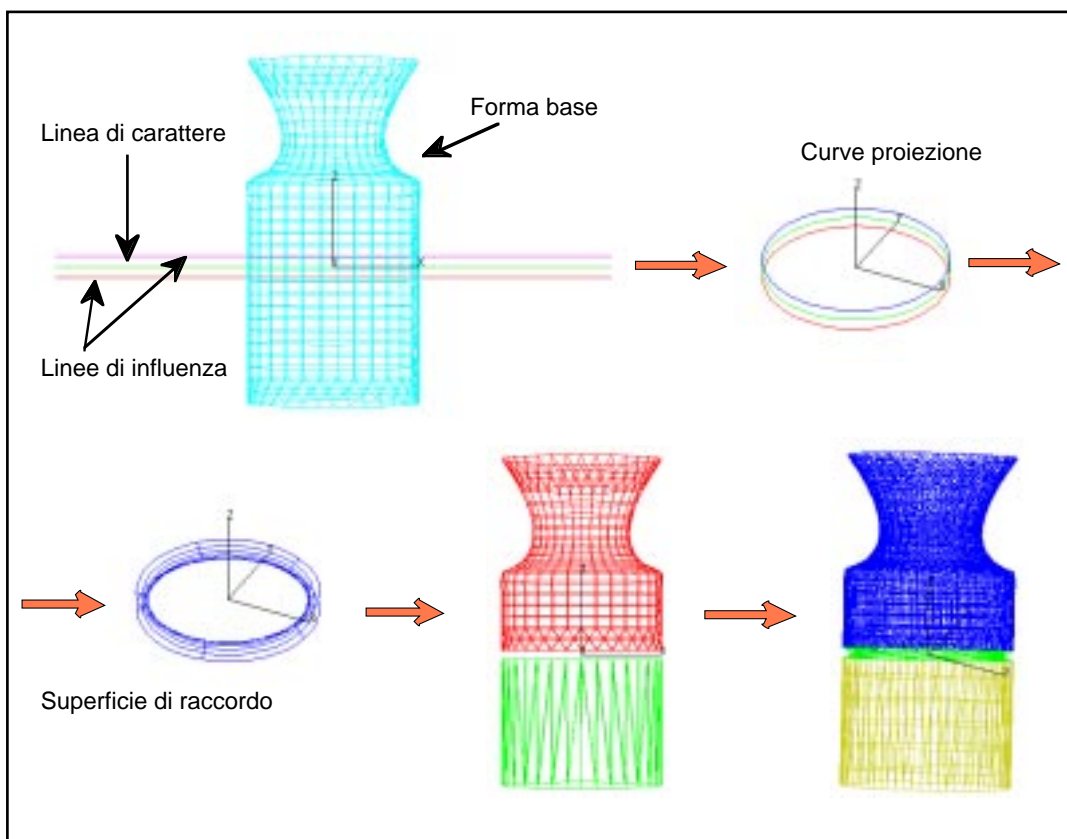 Forma base
Linea di carattere
Curve proiezione
Z
Z
X
Linee di influenza
Z
Superficie di raccordo